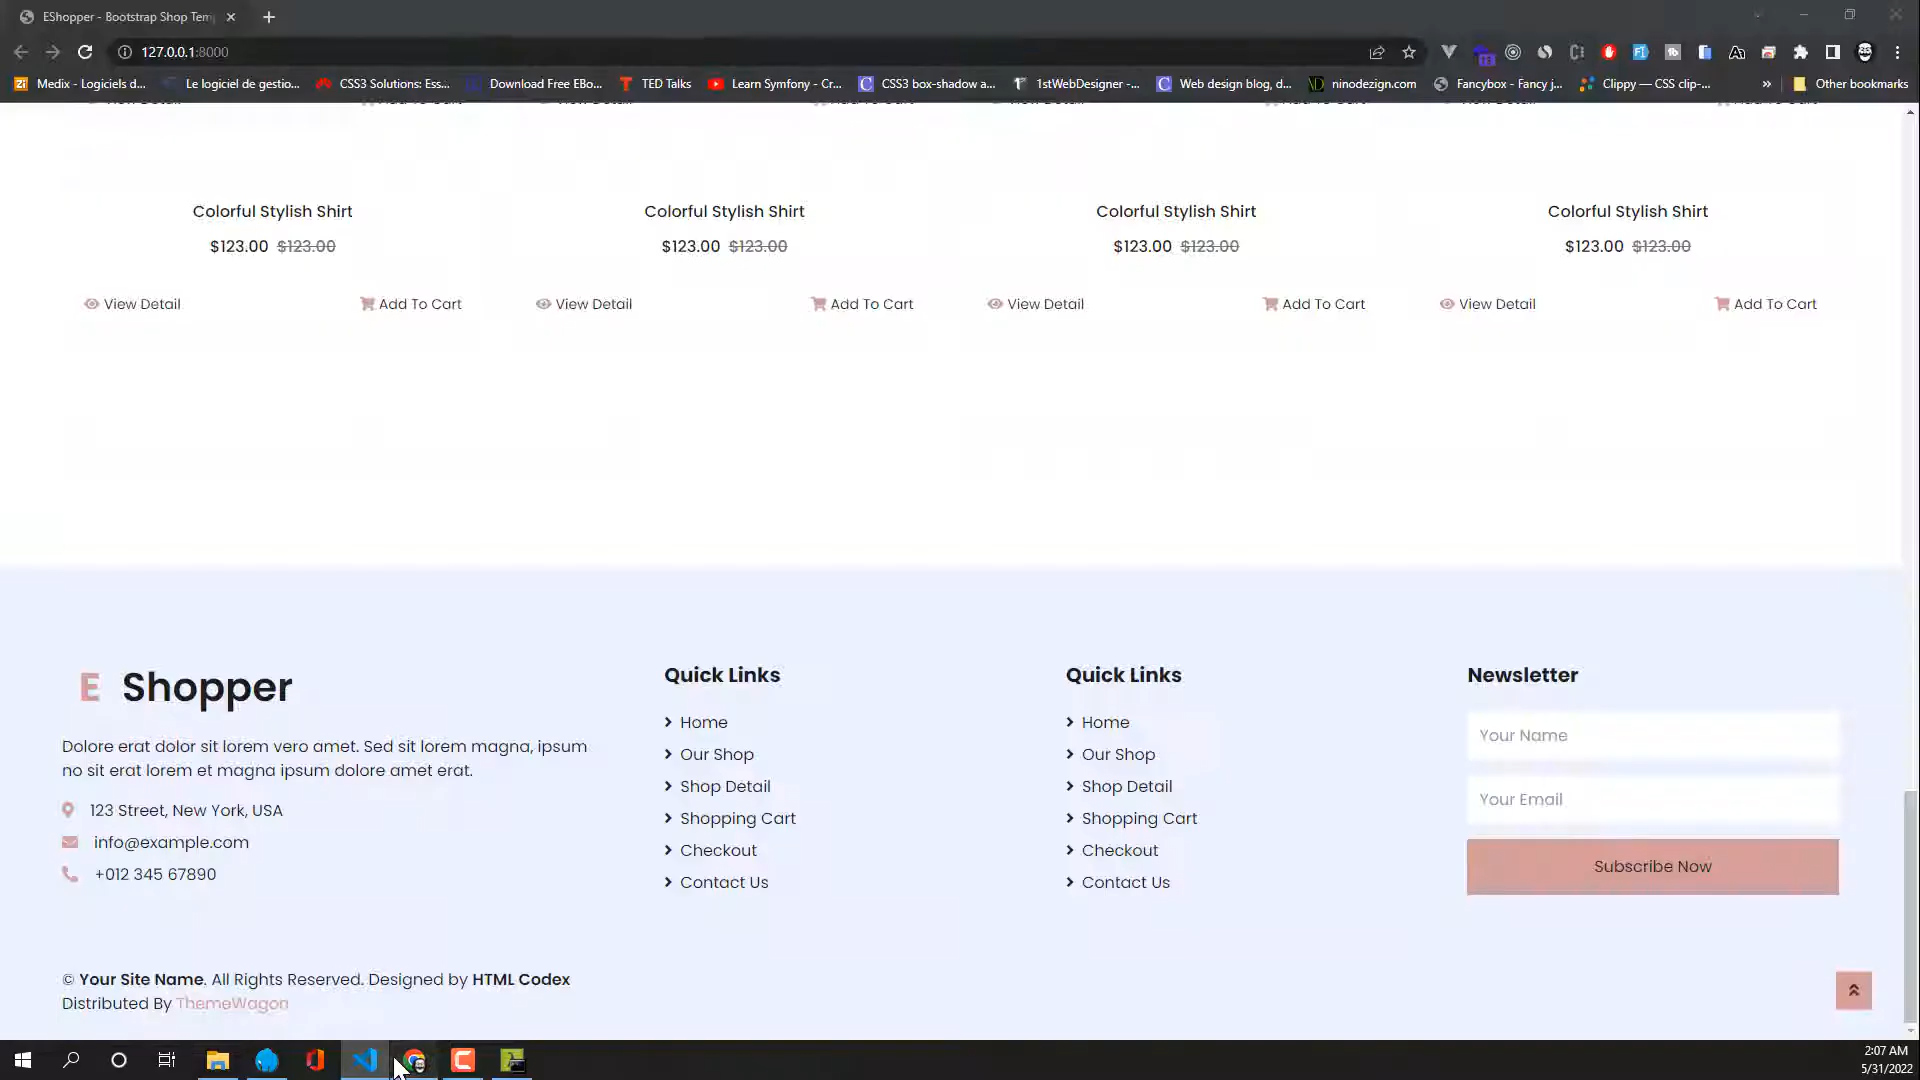 EShopper - Bootstrap Shop Tem
127.0.0.1:8000
Medix - Logiciels d... Le logiciel de gestio... CSS3 Solutions: Ess... Download Free EBo... TED Talks Learn Symfony - Cr... CSS3 box-shadow a... 1stWebDesigner -... Web design blog, d... ninodezign.com Fancybox - Fancy j... Clippy — CSS clip-... » Other bookmarks
Colorful Stylish Shirt Colorful Stylish Shirt Colorful Stylish Shirt Colorful Stylish Shirt
$123.00 $123.00 $123.00 $123.00 $123.00 $123.00 $123.00 $123.00
View Detail Add To Cart View Detail Add To Cart View Detail Add To Cart View Detail Add To Cart
E Shopper
Dolore erat dolor sit lorem vero amet. Sed sit lorem magna, ipsum
no sit erat lorem et magna ipsum dolore amet erat.
123 Street, New York, USA
info@example.com
+012 345 67890
Quick Links
Home
Our Shop
Shop Detail
Shopping Cart
Checkout
Contact Us
Quick Links
Home
Our Shop
Shop Detail
Shopping Cart
Checkout
Contact Us
Newsletter
Your Name
Your Email
Subscribe Now
© Your Site Name. All Rights Reserved. Designed by HTML Codex
Distributed By ThemeWagon
2:07 AM
5/31/2022